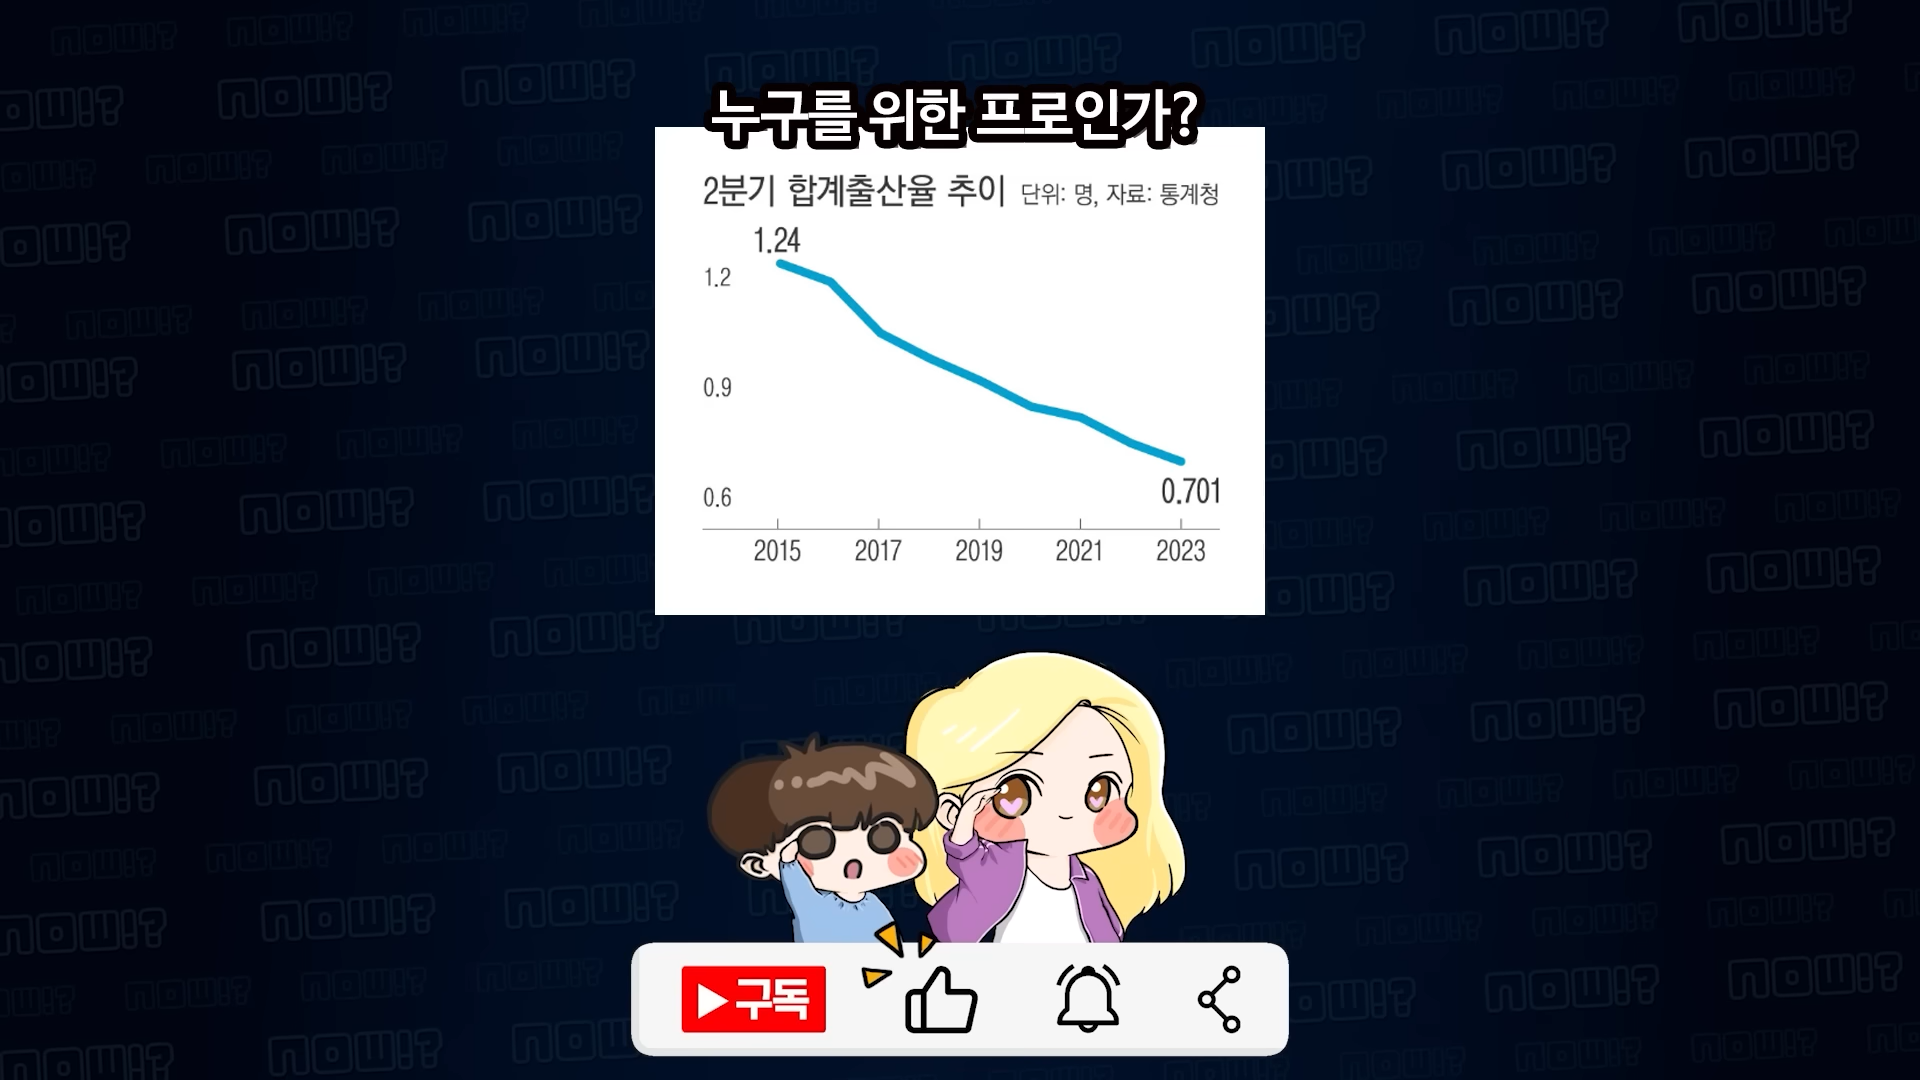 누구를 위한 프로인가?
2분기 합계출산율 추이 단위: 명, 자료: 통계청
1.24
1.2
0.9
0.6
0.701
2015 2017 2019 2021 2023
구독
now!?